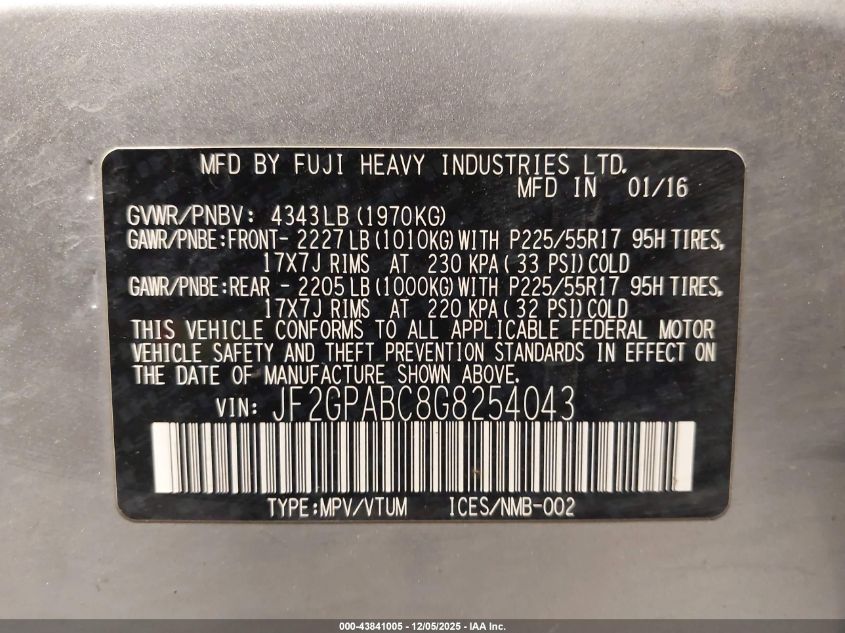 MFD BY FUJI HEAVY INDUSTRIES LTD.
MFD IN 01/16
GVWR/PNBV: 4343LB(1970KG)
GAWR/PNBE:FRONT- 2227LB(1010KG)WITH P225/55R17 95H TIRES,
17X7J RIMS AT 230 KPA(33 PSI)COLD
GAWR/PNBE:REAR - 2205LB(1000KG)WITH P225/55R17 95H TIRES,
17X7J RIMS AT 220 KPA(32 PSI)COLD
THIS VEHICLE CONFORMS TO ALL APPLICABLE FEDERAL MOTOR
VEHICLE SAFETY AND THEFT PREVENTION STANDARDS IN EFFECT ON
THE DATE OF MANUFACTURE SHOWN ABOVE.
VIN: JF2GPABC8G8254043
TYPE:MPV/VTUM ICES/NMB-002
000-43841005 - 12/05/2025 - IAA Inc.